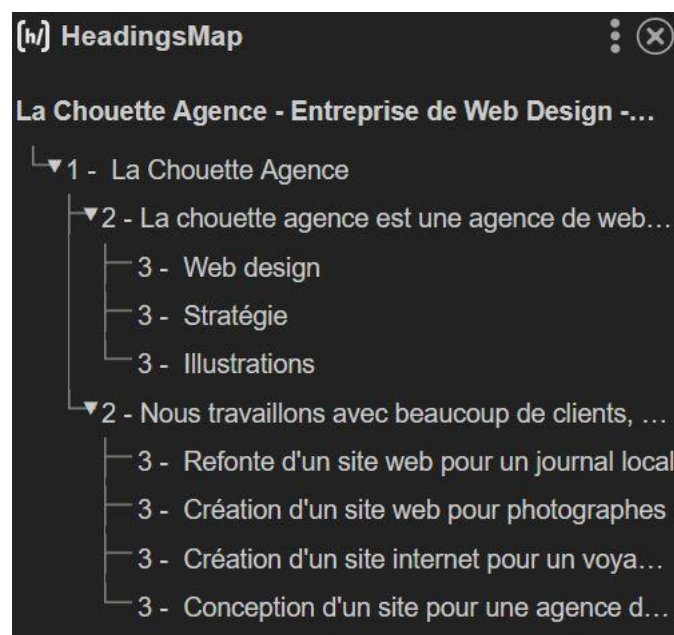 [h/] HeadingsMap
La Chouette Agence - Entreprise de Web Design -...
1 - La Chouette Agence
2 - La chouette agence est une agence de web...
3 - Web design
3 - Stratégie
3 - Illustrations
2 - Nous travaillons avec beaucoup de clients, ...
3 - Refonte d'un site web pour un journal local
3 - Création d'un site web pour photographes
3 - Création d'un site internet pour un voya...
3 - Conception d'un site pour une agence d...